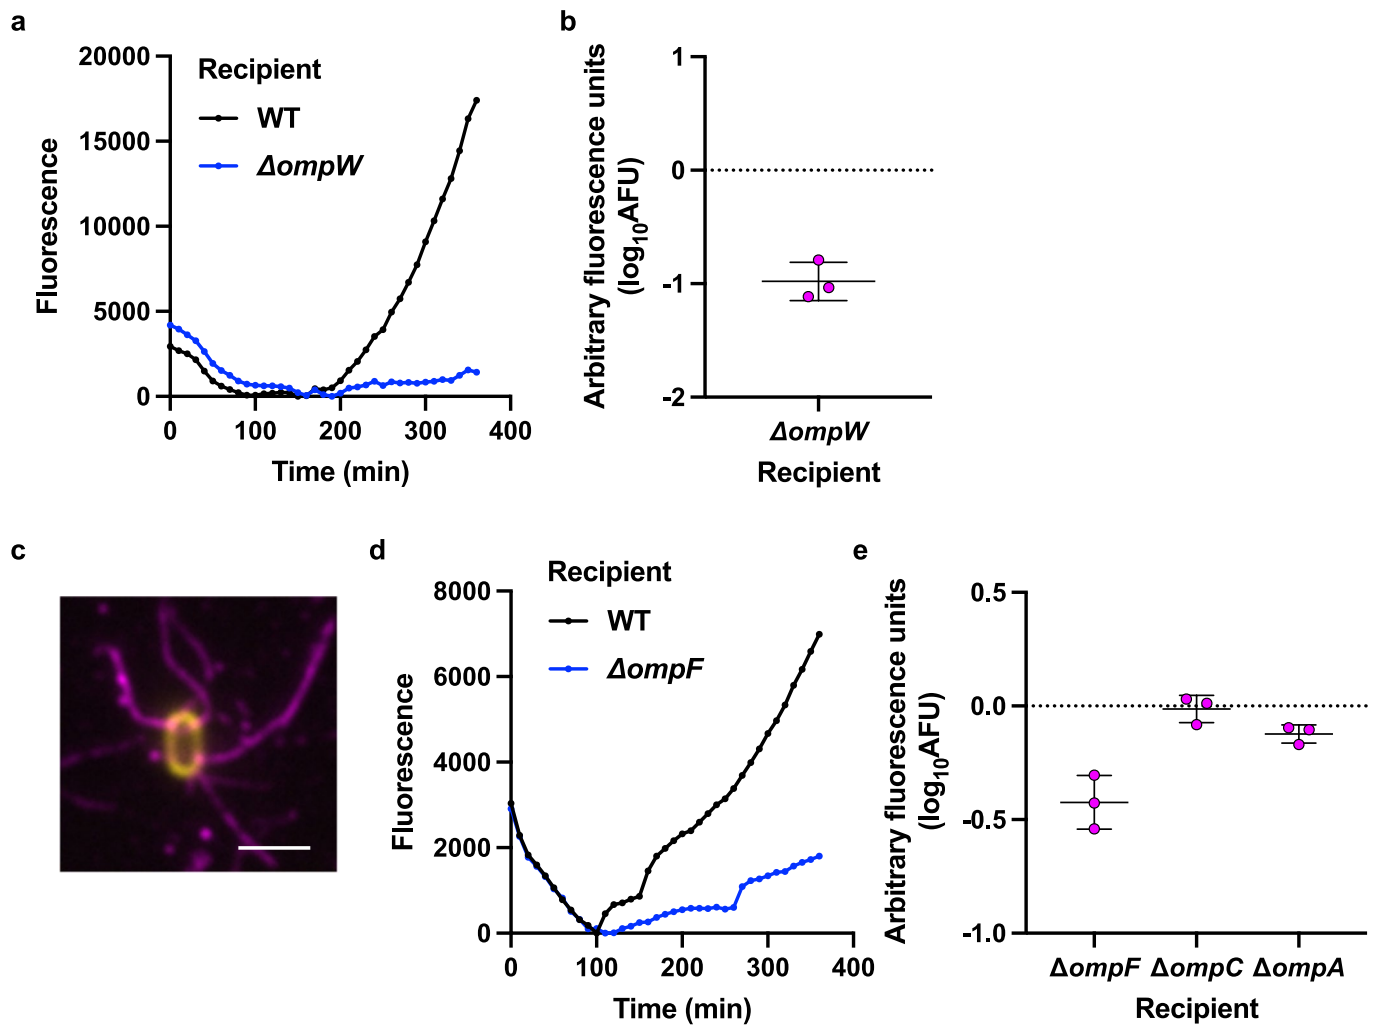 a
20000
15000
10000
5000
0
Fluorescence
Recipient
WT
ΔompW
0 100 200 300 400
Time (min)
b
Arbitrary fluorescence units
(log₁₀AFU)
1
0
-1
-2
ΔompW
Recipient
c
d
8000
6000
4000
2000
0
Fluorescence
Recipient
WT
ΔompF
0 100 200 300 400
Time (min)
e
Arbitrary fluorescence units
(log₁₀AFU)
0.5
0.0
-0.5
-1.0
ΔompF ΔompC ΔompA
Recipient